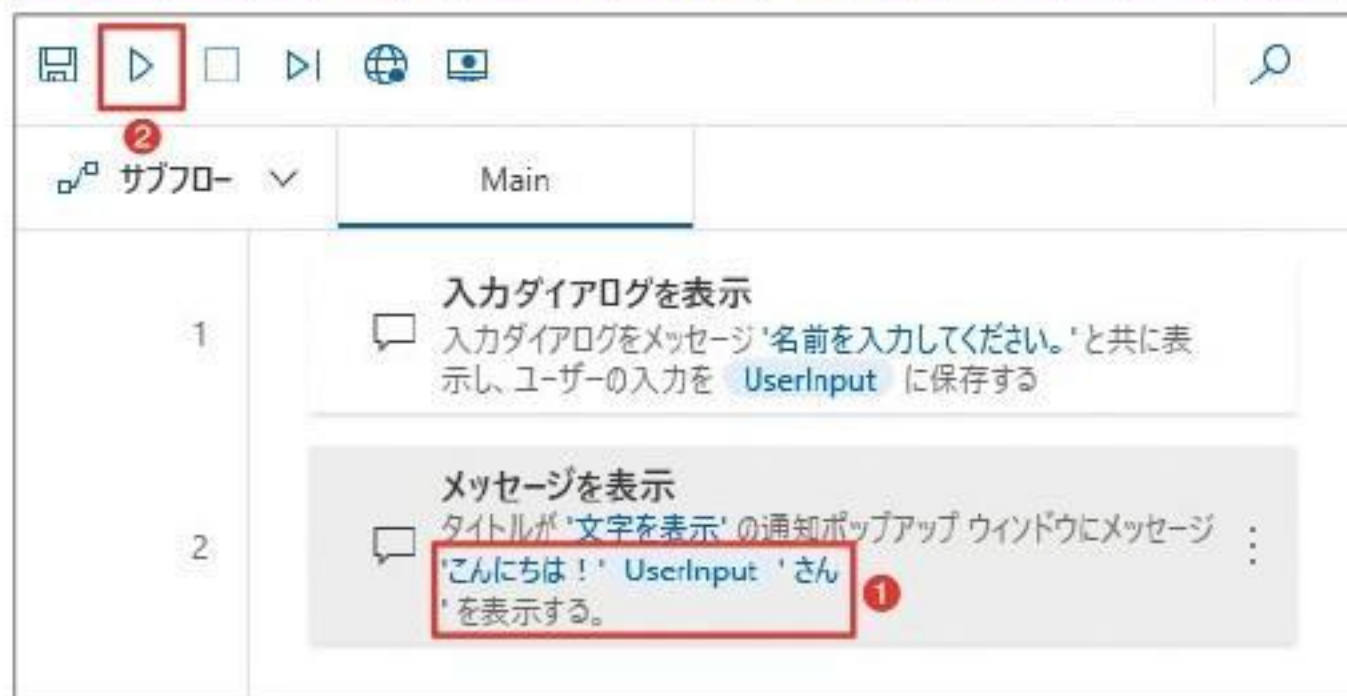 2
サブフロー
Main
1
入力ダイアログを表示
入力ダイアログをメッセージ '名前を入力してください。' と共に表
示し、ユーザーの入力を UserInput に保存する
2
メッセージを表示
タイトルが '文字を表示' の通知ポップアップ ウィンドウにメッセージ
'こんにちは！' UserInput 'さん
' を表示する。
1